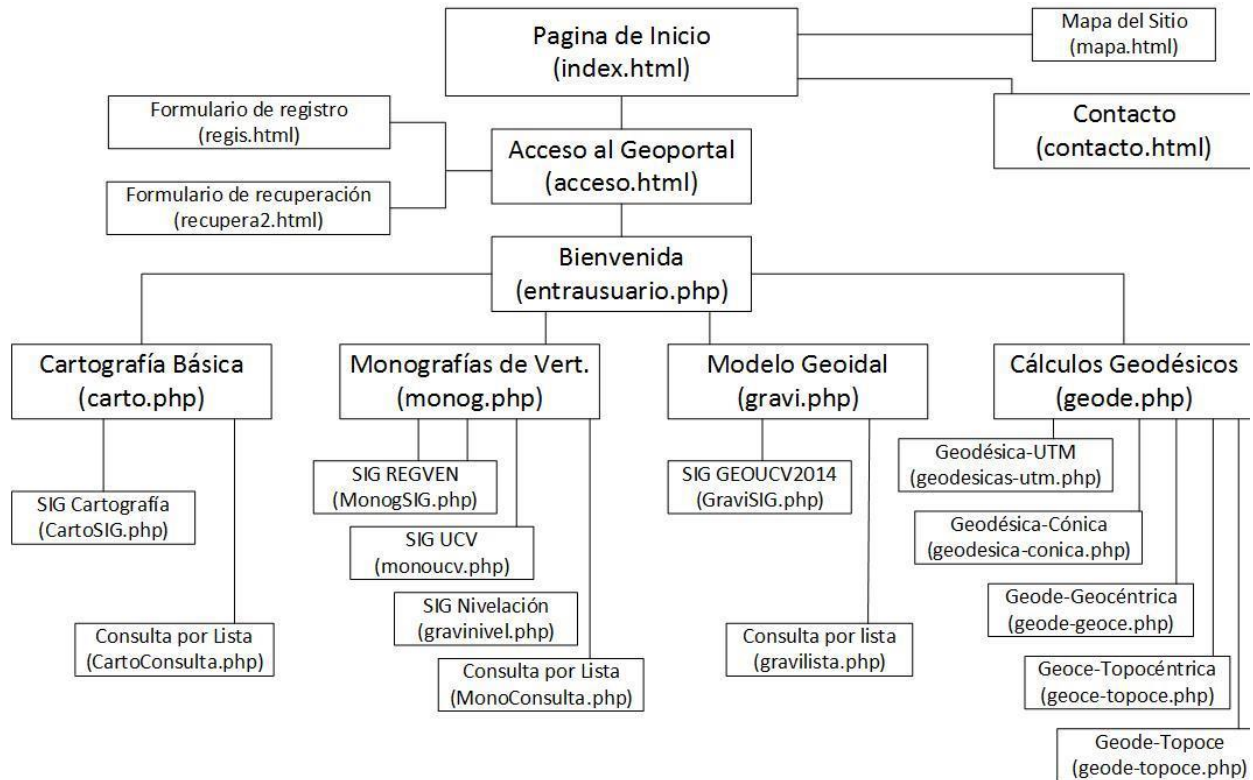 Pagina de Inicio
(index.html)
Mapa del Sitio
(mapa.html)
Contacto
(contacto.html)
Formulario de registro
(regis.html)
Acceso al Geoportal
(acceso.html)
Formulario de recuperación
(recupera2.html)
Bienvenida
(entrausuario.php)
Cartografía Básica
(carto.php)
Monografías de Vert.
(monog.php)
Modelo Geoidal
(gravi.php)
Cálculos Geodésicos
(geode.php)
SIG Cartografía
(CartoSIG.php)
Consulta por Lista
(CartoConsulta.php)
SIG REGVEN
(MonogSIG.php)
SIG UCV
(monoucv.php)
SIG Nivelación
(gravinivel.php)
Consulta por Lista
(MonoConsulta.php)
SIG GEOUCV2014
(GraviSIG.php)
Consulta por lista
(gravilista.php)
Geodésica-UTM
(geodesicas-utm.php)
Geodésica-Cónica
(geodesica-conica.php)
Geode-Geocéntrica
(geode-geoce.php)
Geoce-Topocéntrica
(geoce-topoce.php)
Geode-Topoce
(geode-topoce.php)